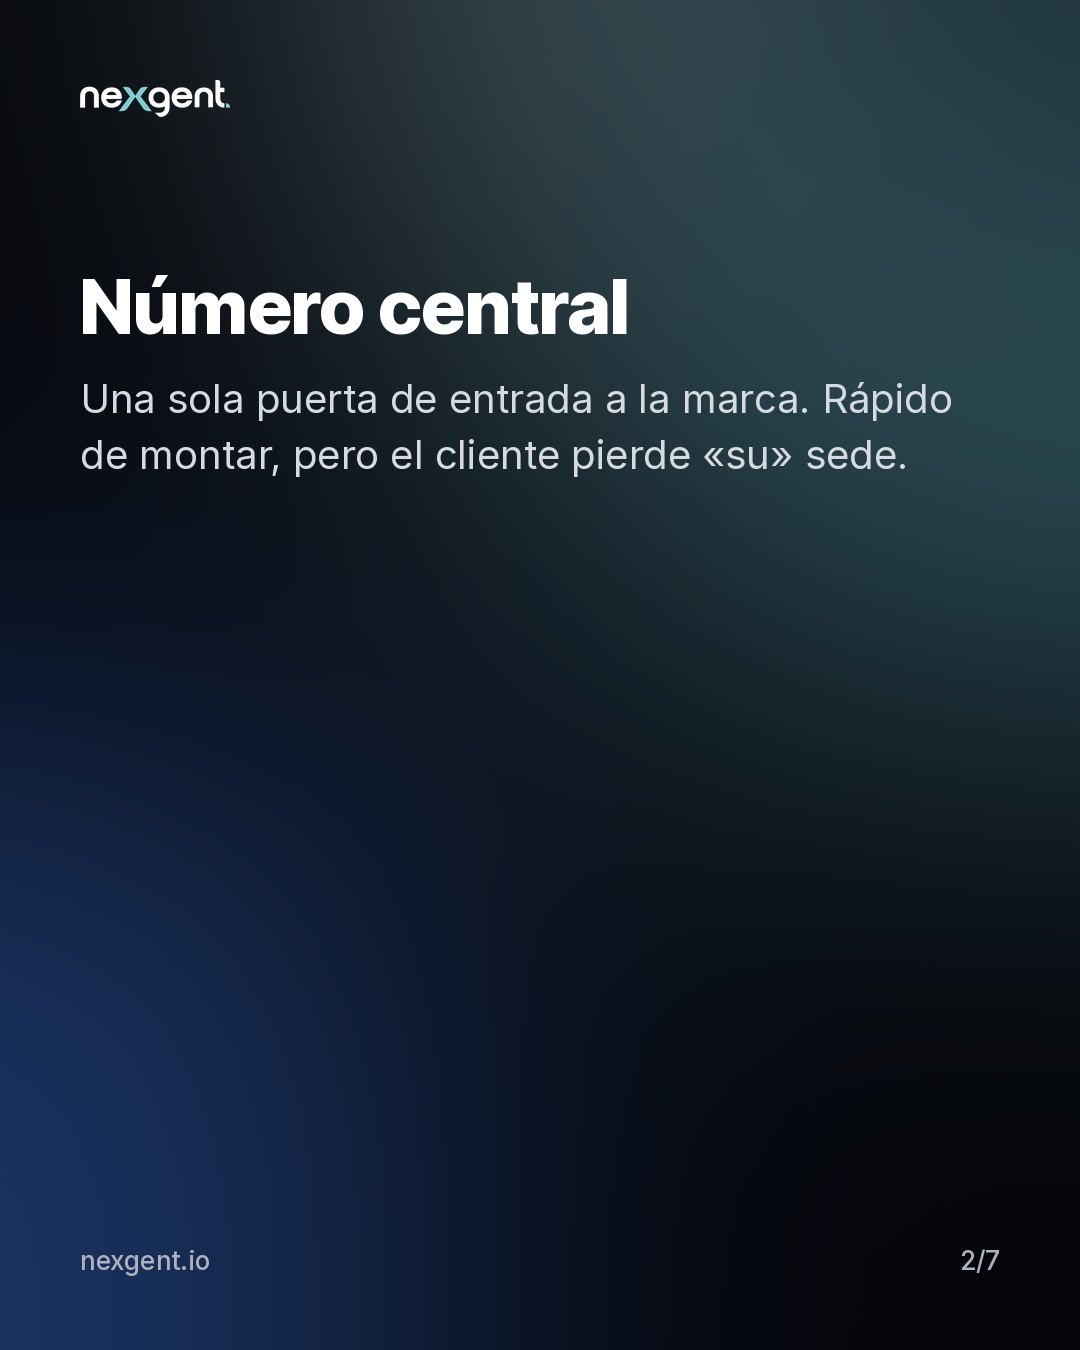 nexgent.
Número central
Una sola puerta de entrada a la marca. Rápido
de montar, pero el cliente pierde «su» sede.
nexgent.io
2/7